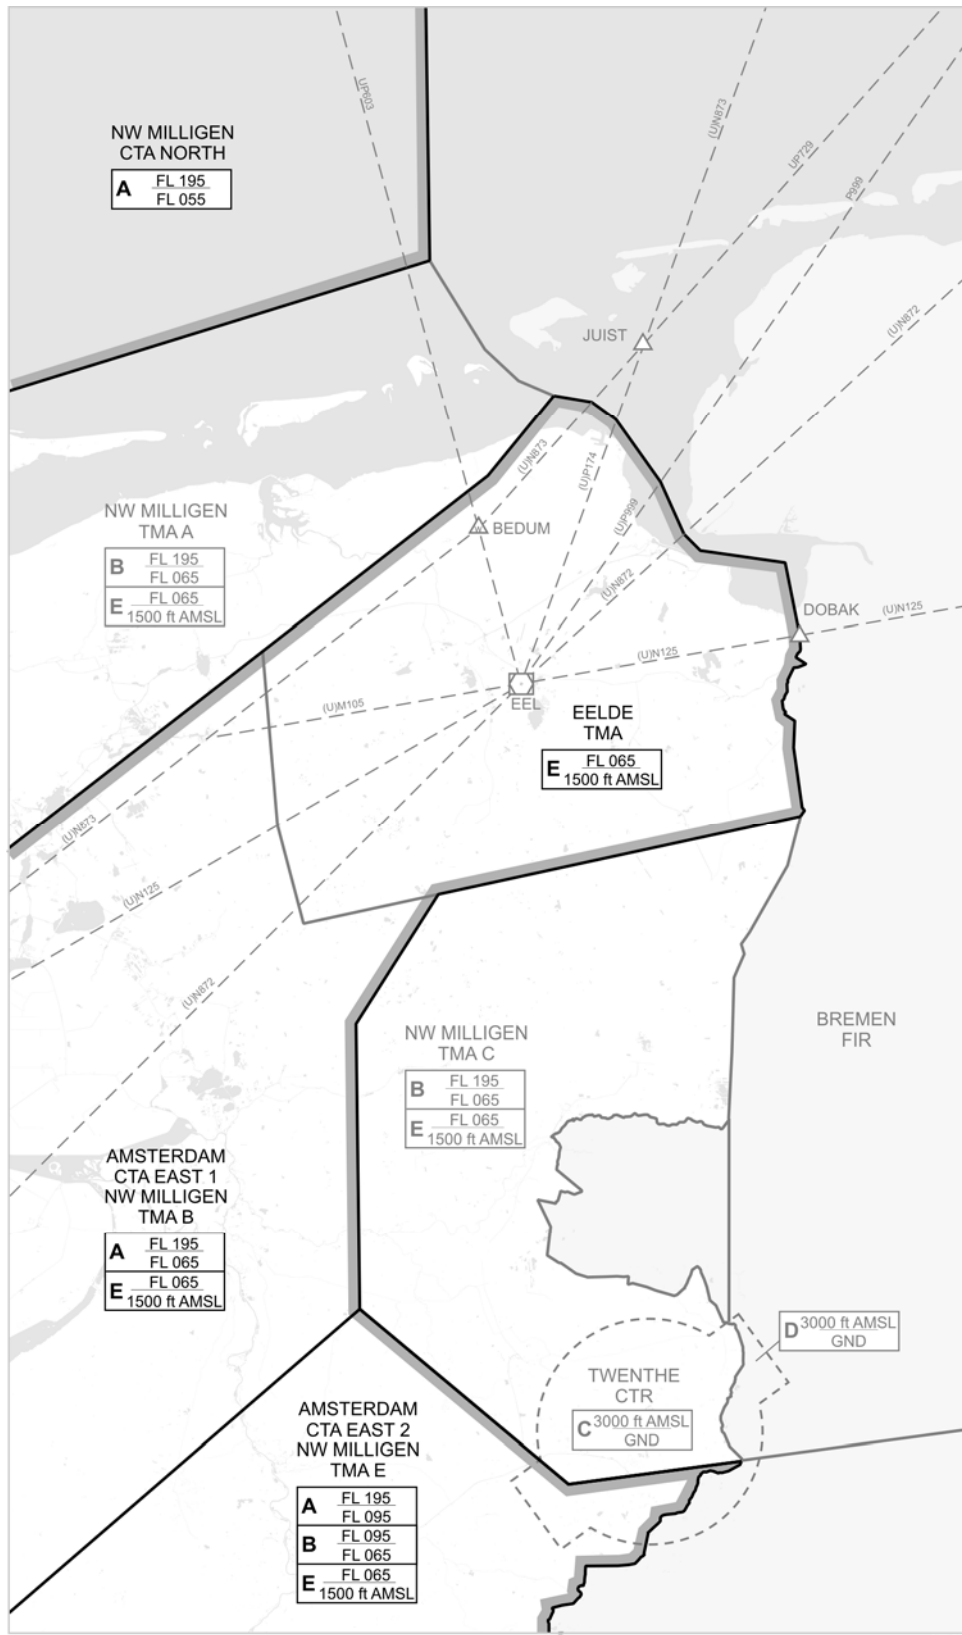 UP603
(U)N873
UP729
P999
NW MILLIGEN
CTA NORTH
A FL 195
FL 055
(U)N872
JUIST
(U)N873
(U)P174
NW MILLIGEN
TMA A
B FL 195
FL 065
E FL 065
1500 ft AMSL
BEDUM
(U)P999
(U)N872
DOBAK
(U)N125
(U)N125
(U)M105
EEL
EELDE
TMA
E FL 065
1500 ft AMSL
(U)N873
(U)N125
(U)N872
NW MILLIGEN
TMA C
B FL 195
FL 065
E FL 065
1500 ft AMSL
BREMEN
FIR
AMSTERDAM
CTA EAST 1
NW MILLIGEN
TMA B
A FL 195
FL 065
E FL 065
1500 ft AMSL
D 3000 ft AMSL
GND
TWENTHE
CTR
C 3000 ft AMSL
GND
AMSTERDAM
CTA EAST 2
NW MILLIGEN
TMA E
A FL 195
FL 095
B FL 095
FL 065
E FL 065
1500 ft AMSL